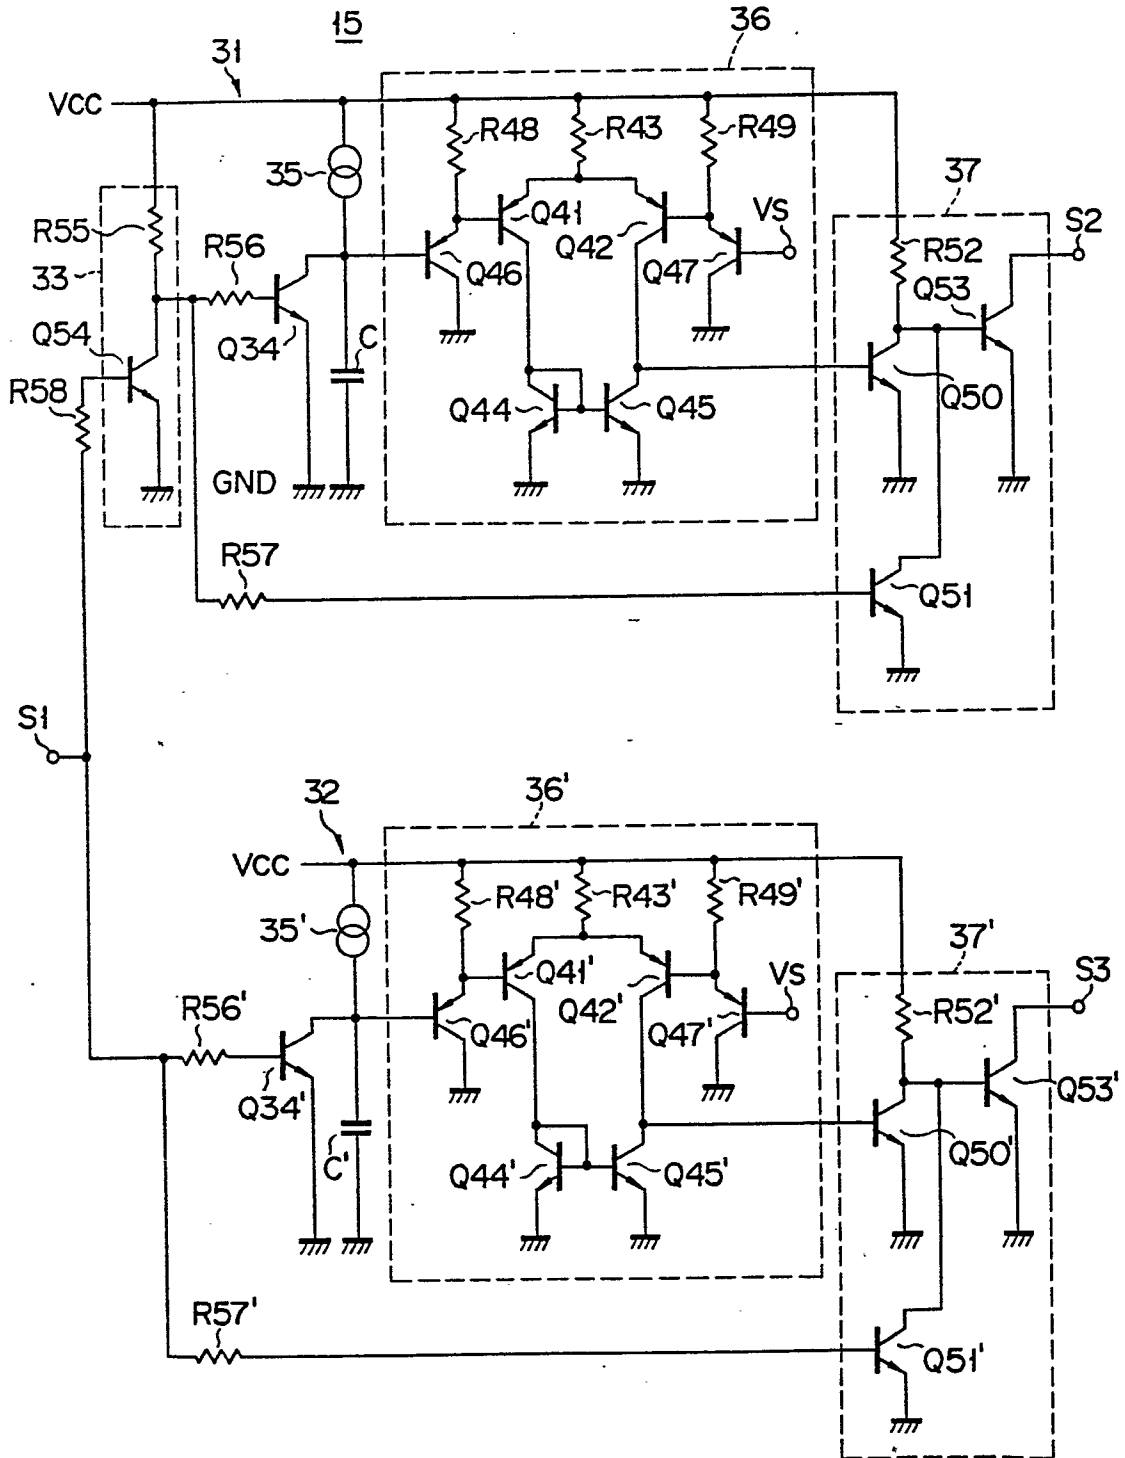 15
36
31
VCC
R48
R43
R49
35
37
R55
R56
Q41
Q42
VS
S2
33
Q46
Q47
R52
Q53
Q54
Q34
C
R58
Q44
Q45
Q50
GND
R57
Q51
S1
32
36'
VCC
R48'
R43'
R49'
35'
37'
Q41'
Q42'
VS
S3
R56'
Q46'
Q47'
R52'
Q34'
Q53'
C'
Q44'
Q45'
Q50'
R57'
Q51'